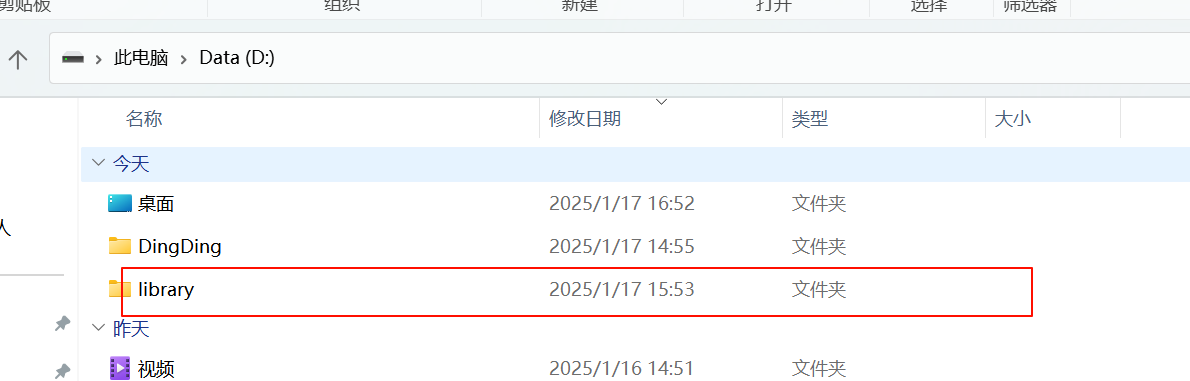 剪贴板 组织 新建 打开 选择 筛选器
此电脑 Data (D:)
名称 修改日期 类型 大小
今天
桌面 2025/1/17 16:52 文件夹
DingDing 2025/1/17 14:55 文件夹
人
library 2025/1/17 15:53 文件夹
昨天
视频 2025/1/16 14:51 文件夹